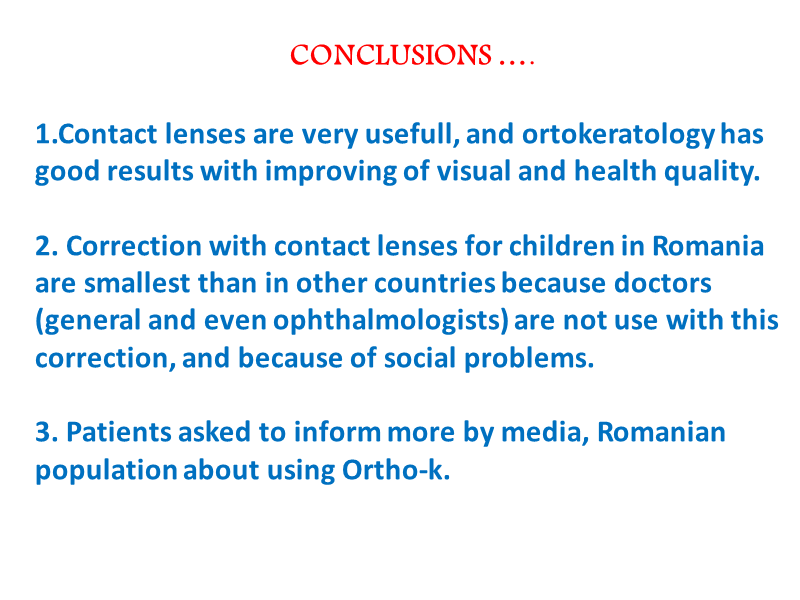 CONCLUSIONS ....
1.Contact lenses are very usefull, and ortokeratology has
good results with improving of visual and health quality.
2. Correction with contact lenses for children in Romania
are smallest than in other countries because doctors
(general and even ophthalmologists) are not use with this
correction, and because of social problems.
3. Patients asked to inform more by media, Romanian
population about using Ortho-k.